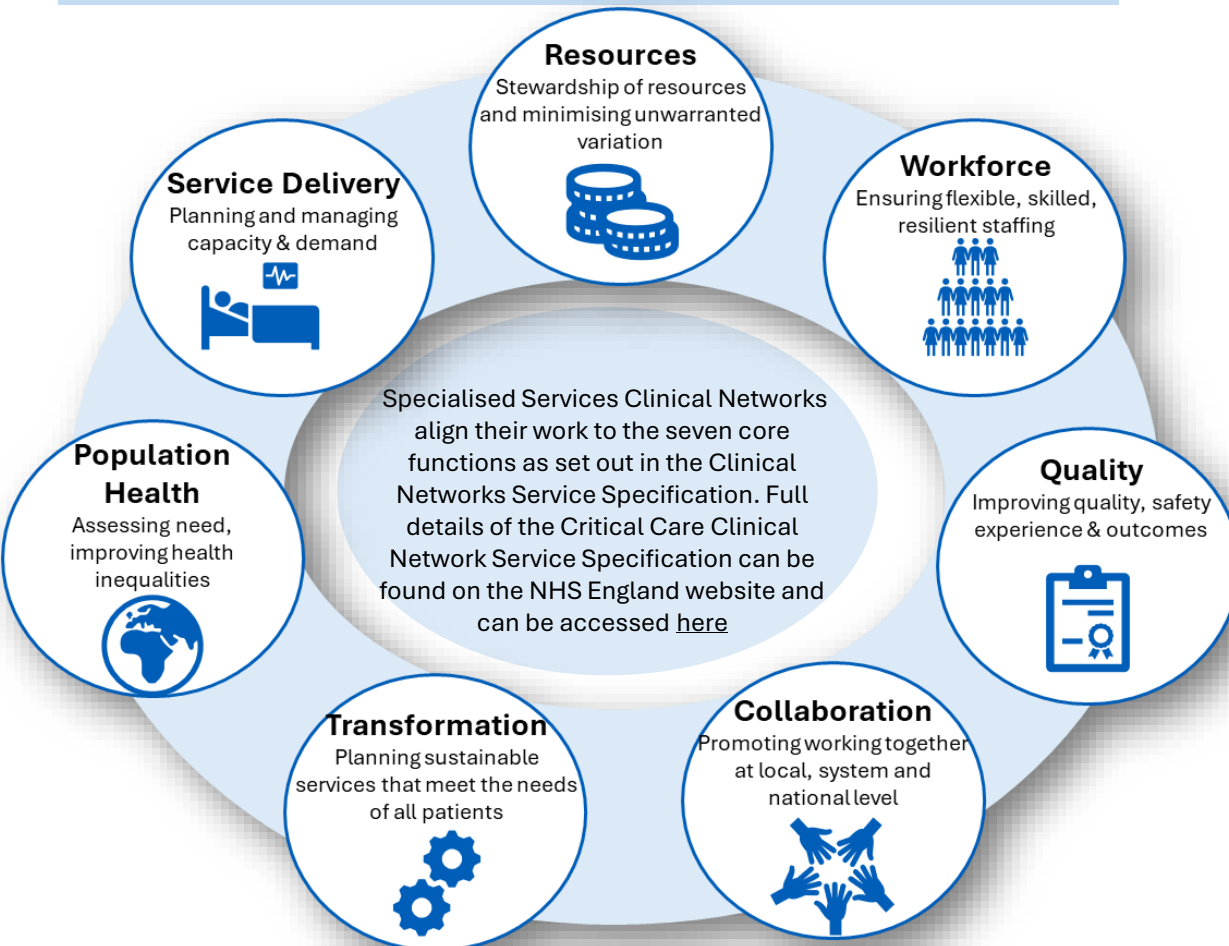 Resources
Stewardship of resources
and minimising unwarranted
variation
Workforce
Ensuring flexible, skilled,
resilient staffing
Quality
Improving quality, safety
experience & outcomes
Collaboration
Promoting working together
at local, system and
national level
Transformation
Planning sustainable
services that meet the needs
of all patients
Population
Health
Assessing need,
improving health
inequalities
Service Delivery
Planning and managing
capacity & demand
Specialised Services Clinical Networks
align their work to the seven core
functions as set out in the Clinical
Networks Service Specification. Full
details of the Critical Care Clinical
Network Service Specification can be
found on the NHS England website and
can be accessed here